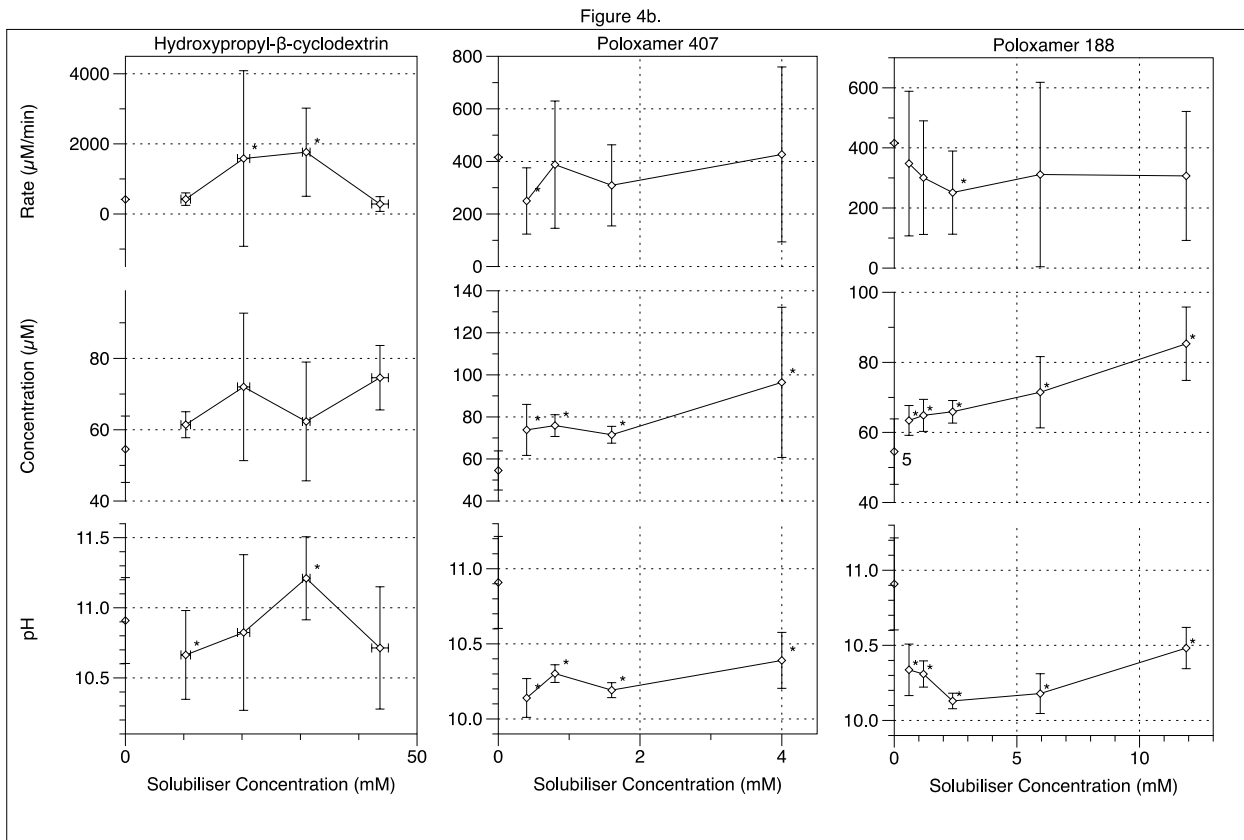 Figure 4b.
Hydroxypropyl-β-cyclodextrin
Poloxamer 407
Poloxamer 188
Rate (µM/min)
4000
2000
0
800
600
400
200
0
600
400
200
0
* *
*
*
Concentration (µM)
80
60
40
140
120
100
80
60
40
100
80
60
40
* * * *
* * * * *
5
pH
11.5
11.0
10.5
11.0
10.5
10.0
11.0
10.5
10.0
* *
* * * *
* * * * *
0 50
0 2 4
0 5 10
Solubiliser Concentration (mM)
Solubiliser Concentration (mM)
Solubiliser Concentration (mM)